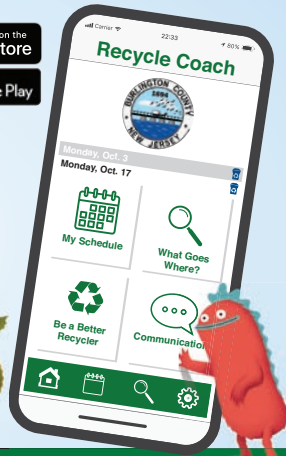 on the
tore
Play
Carrier
22:33
80%
Recycle Coach
BURLINGTON COUNTY
1694
NEW JERSEY
Monday, Oct. 3
Monday, Oct. 17
My Schedule
What Goes
Where?
Be a Better
Recycler
Communication